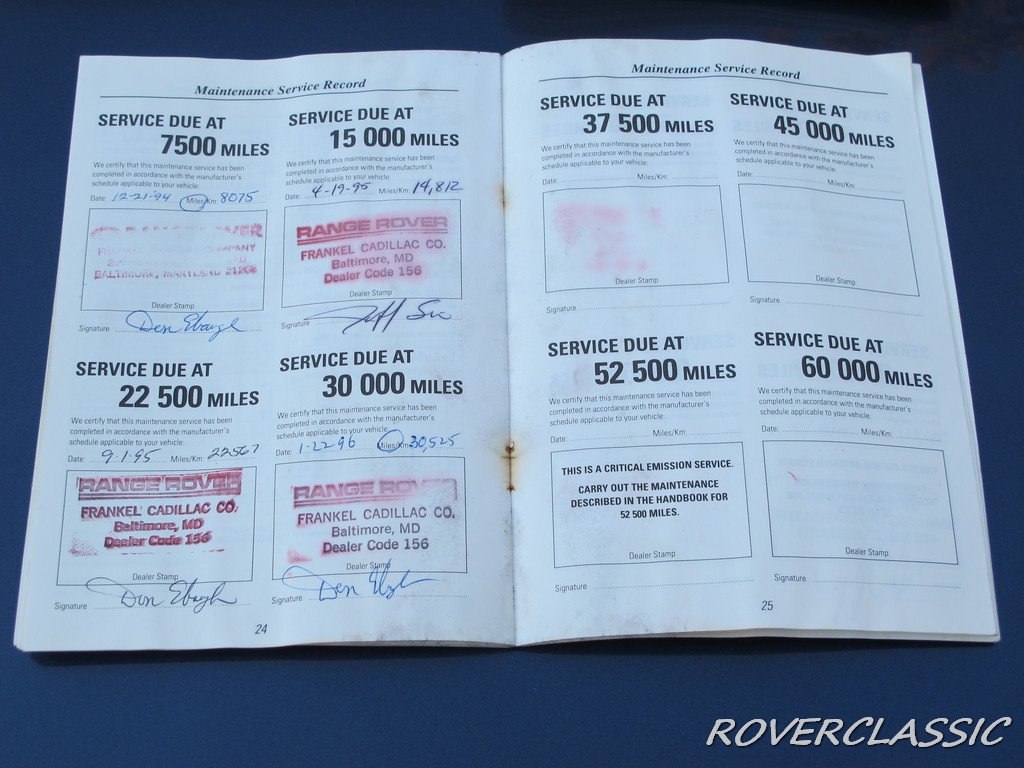 Maintenance Service Record
SERVICE DUE AT
7500 MILES
We certify that this maintenance service has been
completed in accordance with the manufacturer's
schedule applicable to your vehicle:
Date: 12-21-94 Miles/Km: 8075
RANGE ROVER
BALTIMORE, MARYLAND
Dealer Stamp
Signature Don Ebaugh
SERVICE DUE AT
15 000 MILES
We certify that this maintenance service has been
completed in accordance with the manufacturer's
schedule applicable to your vehicle:
Date: 4-19-95 Miles/Km: 14,812
RANGE ROVER
FRANKEL CADILLAC CO.
Baltimore, MD
Dealer Code 156
Dealer Stamp
Signature
SERVICE DUE AT
22 500 MILES
We certify that this maintenance service has been
completed in accordance with the manufacturer's
schedule applicable to your vehicle:
Date: 9-1-95 Miles/Km: 22567
RANGE ROVER
FRANKEL CADILLAC CO.
Baltimore, MD
Dealer Code 156
Dealer Stamp
Signature Don Ebaugh
SERVICE DUE AT
30 000 MILES
We certify that this maintenance service has been
completed in accordance with the manufacturer's
schedule applicable to your vehicle:
Date: 1-22-96 Miles/Km: 30,525
RANGE ROVER
FRANKEL CADILLAC CO.
Baltimore, MD
Dealer Code 156
Dealer Stamp
Signature Don Ebaugh
24
Maintenance Service Record
SERVICE DUE AT
37 500 MILES
We certify that this maintenance service has been
completed in accordance with the manufacturer's
schedule applicable to your vehicle:
Date: Miles/Km:
Dealer Stamp
Signature
SERVICE DUE AT
45 000 MILES
We certify that this maintenance service has been
completed in accordance with the manufacturer's
schedule applicable to your vehicle:
Date: Miles/Km:
Dealer Stamp
Signature
SERVICE DUE AT
52 500 MILES
We certify that this maintenance service has been
completed in accordance with the manufacturer's
schedule applicable to your vehicle:
Date: Miles/Km:
THIS IS A CRITICAL EMISSION SERVICE.
CARRY OUT THE MAINTENANCE
DESCRIBED IN THE HANDBOOK FOR
52 500 MILES.
Dealer Stamp
Signature
SERVICE DUE AT
60 000 MILES
We certify that this maintenance service has been
completed in accordance with the manufacturer's
schedule applicable to your vehicle:
Date: Miles/Km:
Dealer Stamp
Signature
25
ROVERCLASSIC